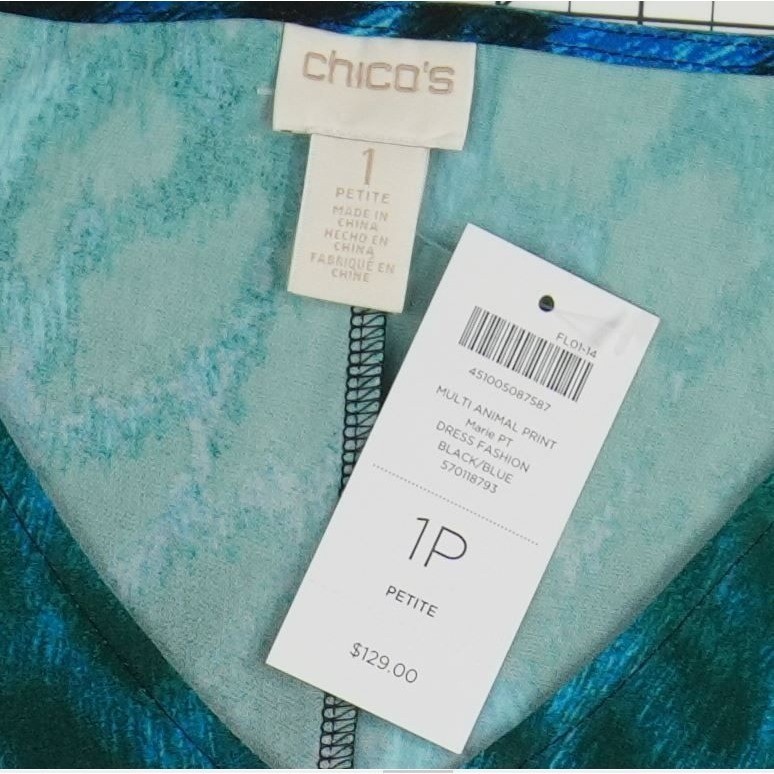 chico's
1
PETITE
MADE IN
CHINA
HECHO EN
CHINA
FABRIQUÉ EN
CHINE
FL01-14
451005087587
MULTI ANIMAL PRINT
Marie PT
DRESS FASHION
BLACK/BLUE
570118793
1P
PETITE
$129.00